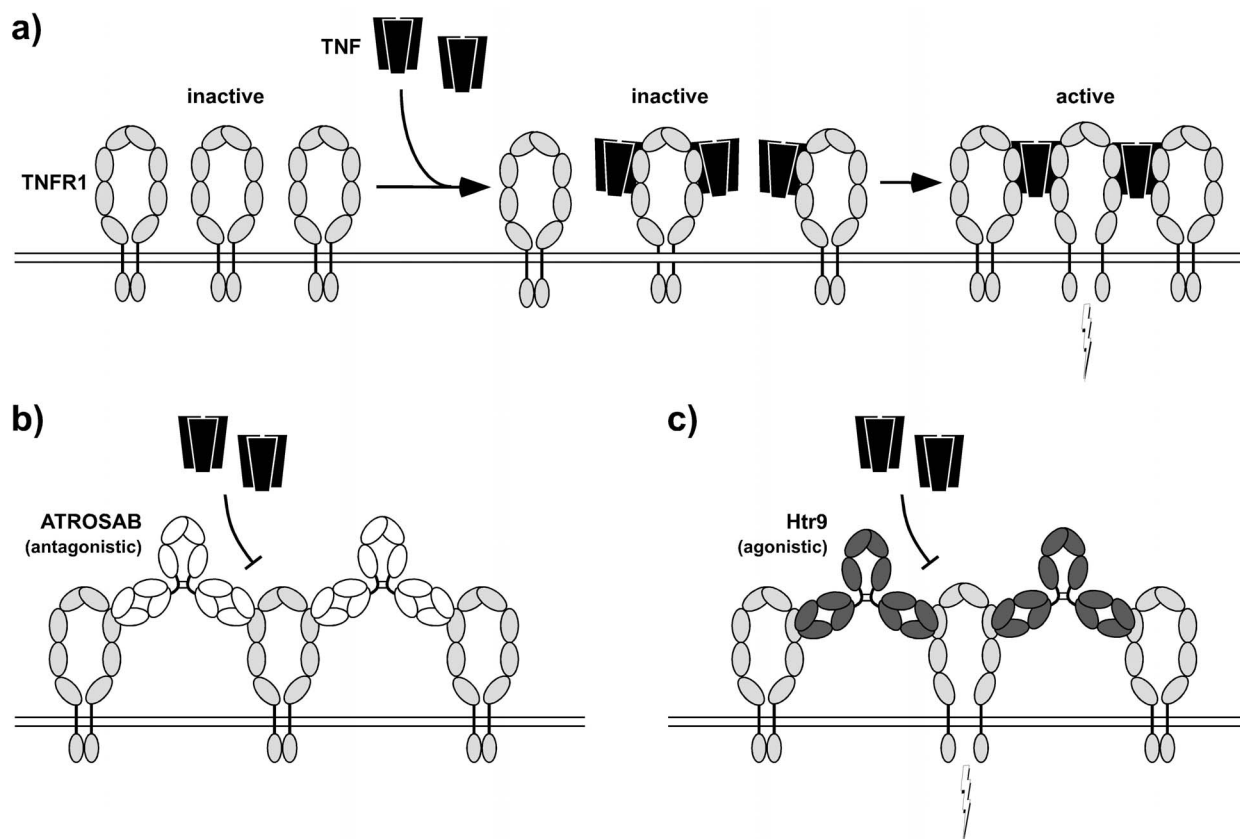 a)
TNF
inactive
inactive
active
TNFR1
b)
c)
ATROSAB
(antagonistic)
Htr9
(agonistic)